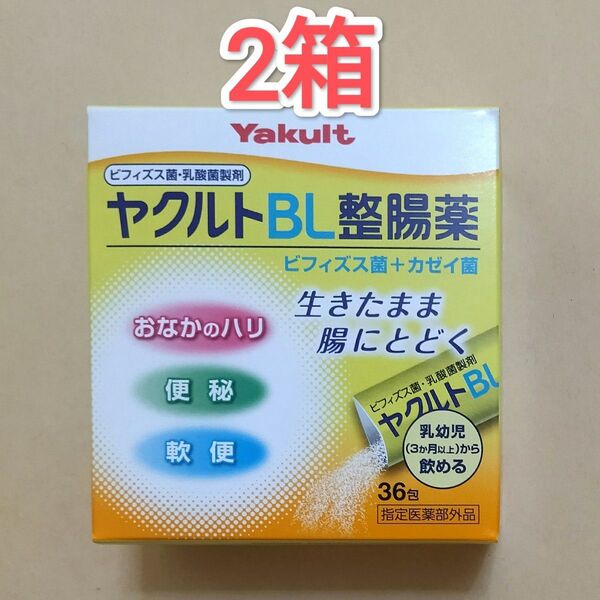 2箱
Yakult
ビフィズス菌・乳酸菌製剤
ヤクルトBL整腸薬
ビフィズス菌+カゼイ菌
生きたまま
腸にとどく
おなかのハリ
便秘
軟便
ビフィズス菌・乳酸菌製剤
ヤクルトBL
乳幼児
(3か月以上)から
飲める
36包
指定医薬部外品